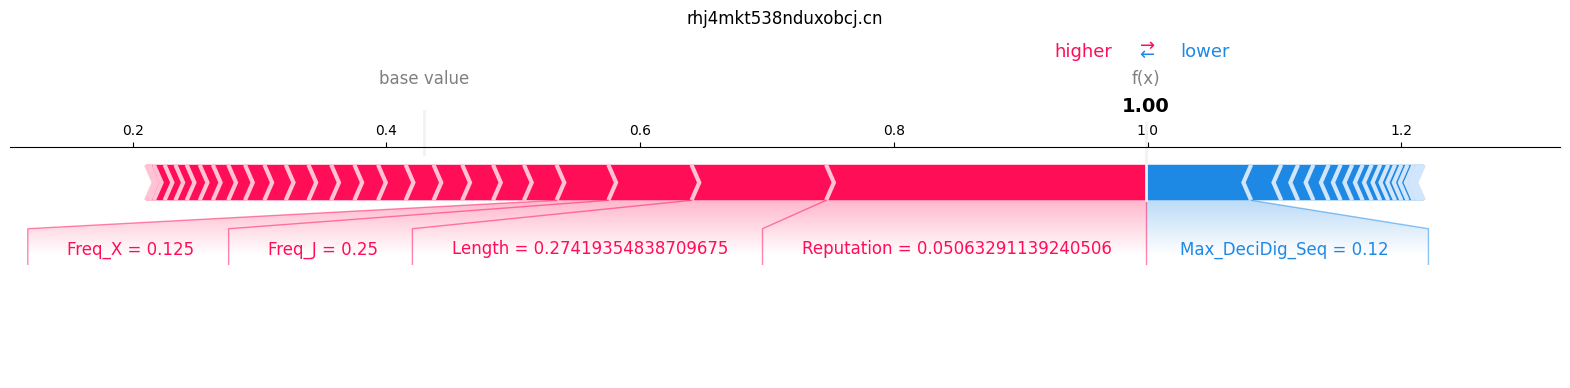 rhj4mkt538nduxobcj.cn
higher ⇄ lower
base value f(x)
1.00
0.2 0.4 0.6 0.8 1.0 1.2
Freq_X = 0.125 Freq_J = 0.25 Length = 0.27419354838709675 Reputation = 0.05063291139240506 Max_DeciDig_Seq = 0.12